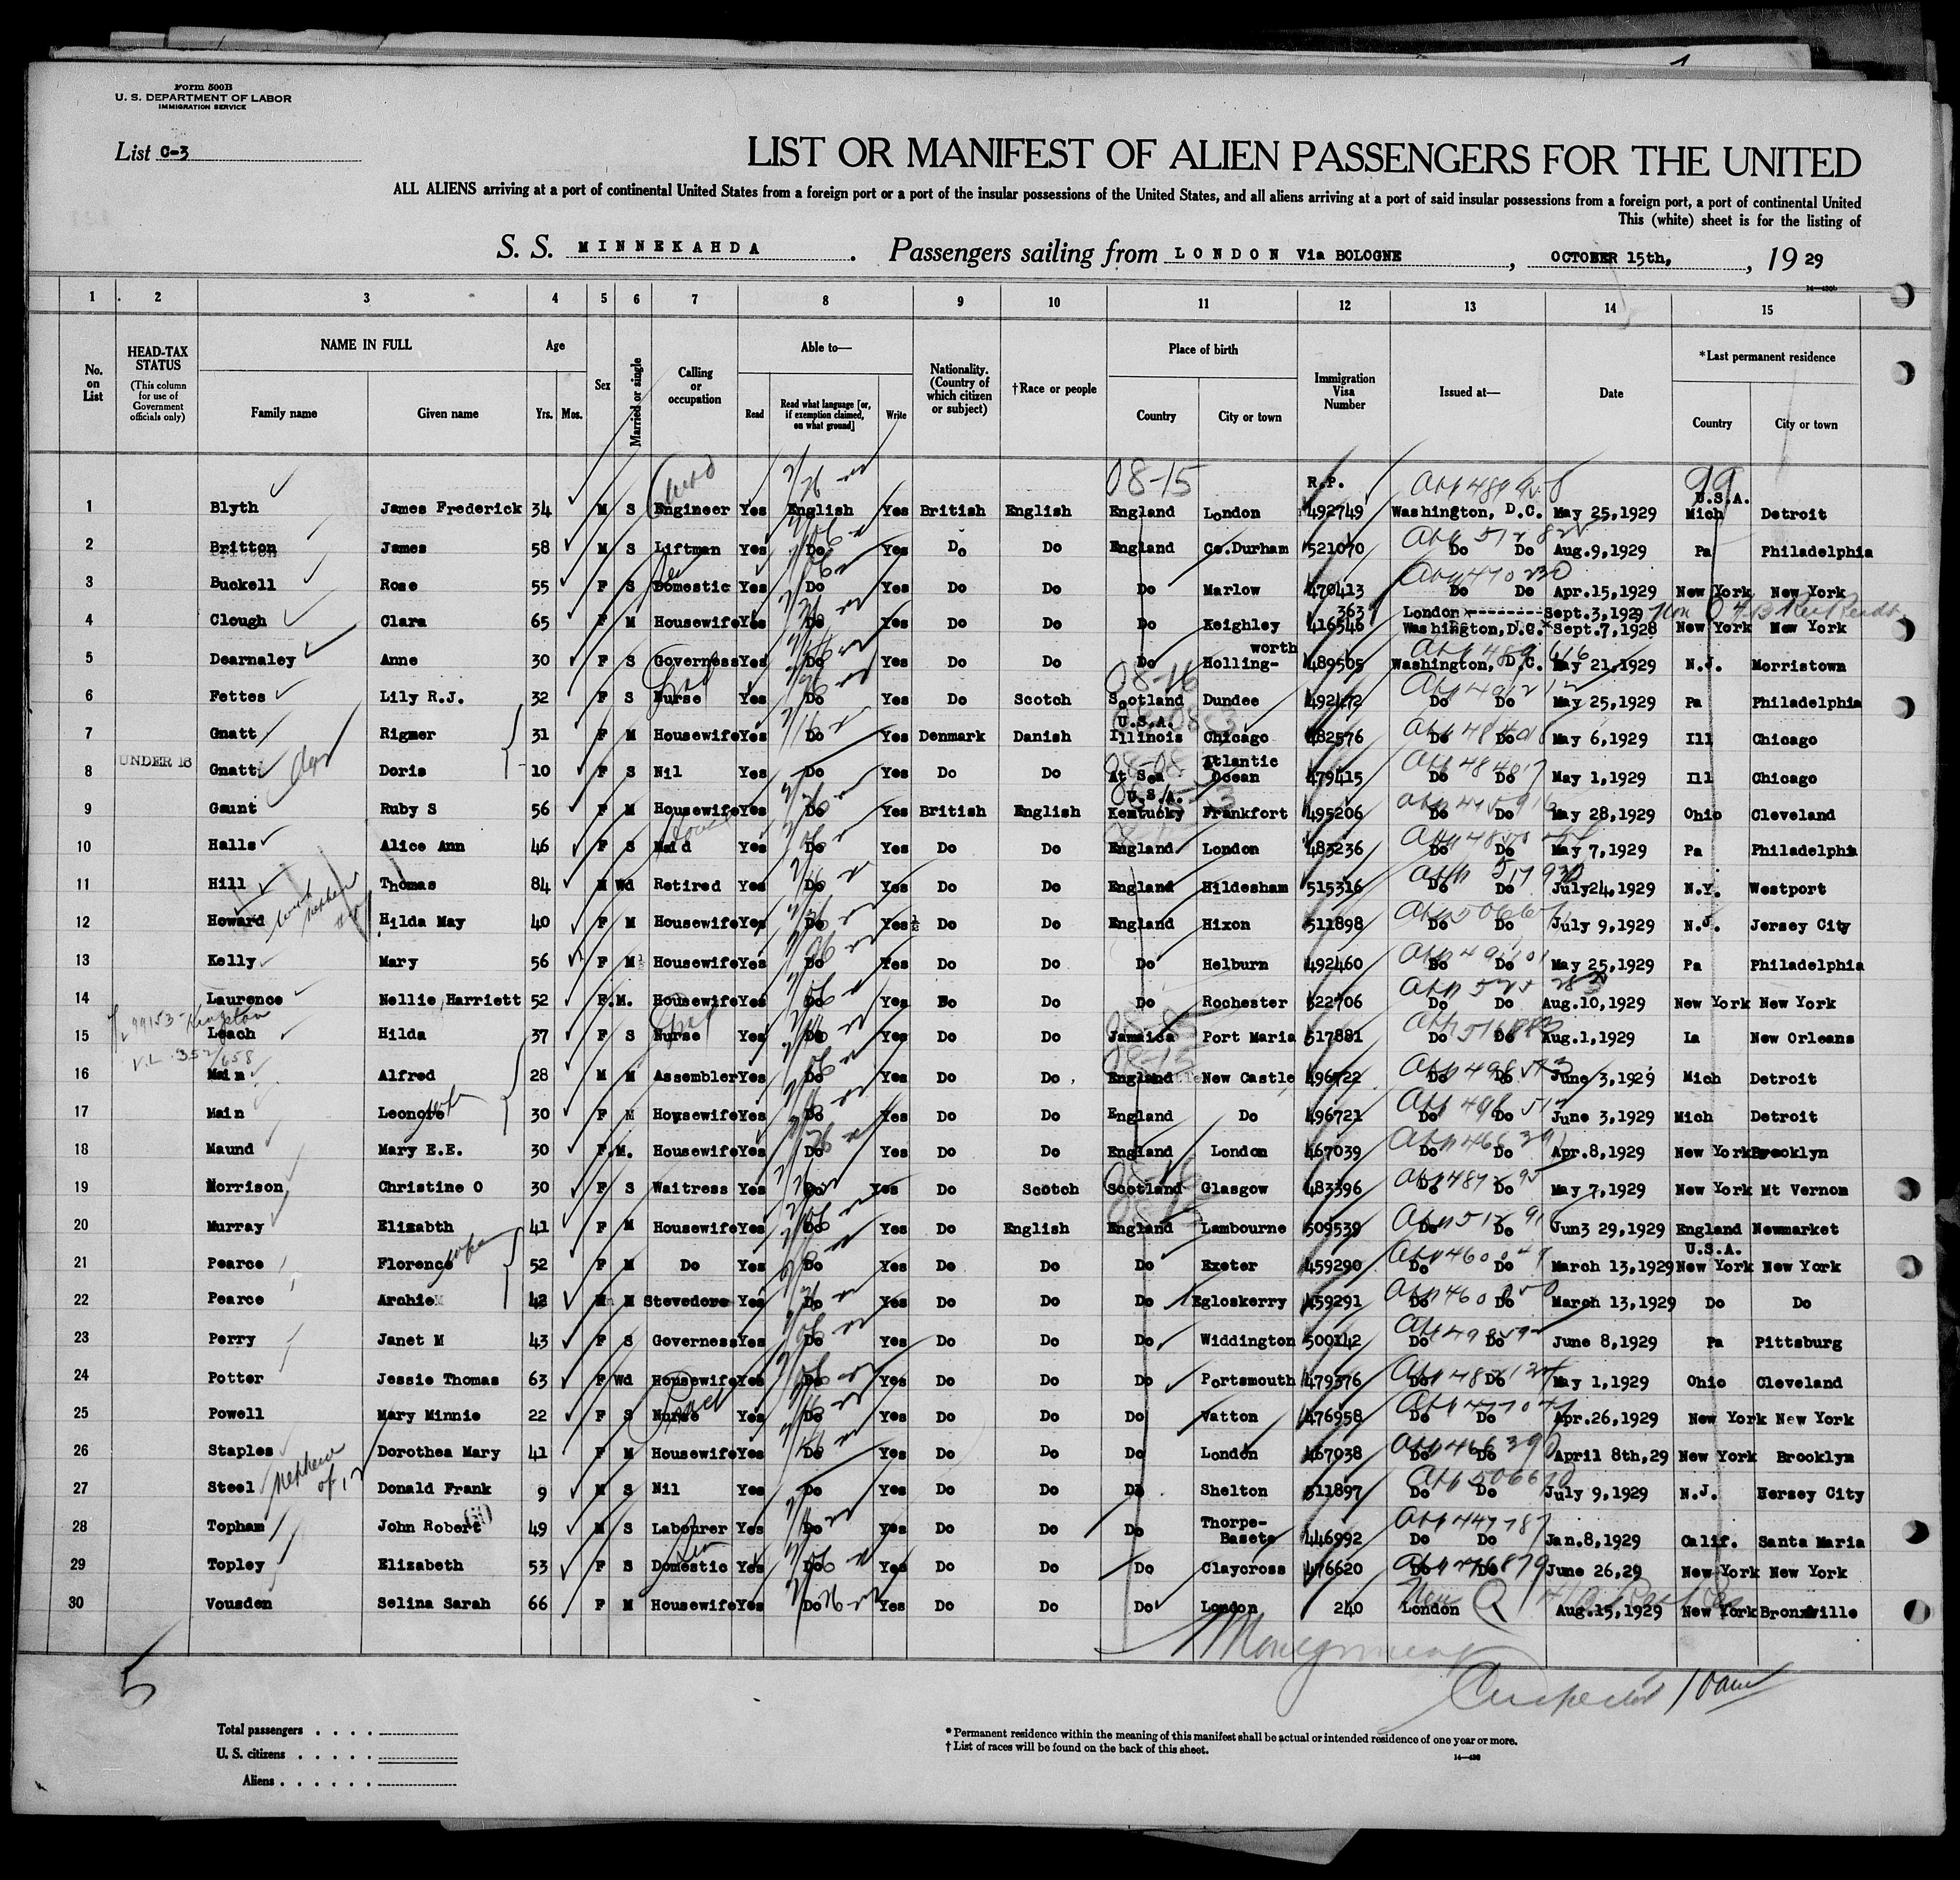 Form 500B
U. S. DEPARTMENT OF LABOR
IMMIGRATION SERVICE
List C-3
LIST OR MANIFEST OF ALIEN PASSENGERS FOR THE UNITED
ALL ALIENS arriving at a port of continental United States from a foreign port or a port of the insular possessions of the United States, and all aliens arriving at a port of said insular possessions from a foreign port, a port of continental United
This (white) sheet is for the listing of
S. S. MINNEKAHDA . Passengers sailing from LONDON Via BOLOGNE , OCTOBER 15th, , 19 29
1 2 3 4 5 6 7 8 9 10 11 12 13 14 15
No. on List
HEAD-TAX STATUS (This column for use of Government officials only)
NAME IN FULL Family name Given name
Age Yrs. Mos.
Sex
Married or single
Calling or occupation
Able to— Read Read what language [or, if exemption claimed, on what ground] Write
Nationality. (Country of which citizen or subject)
†Race or people
Place of birth Country City or town
Immigration Visa Number
Issued at—
Date
*Last permanent residence Country City or town
08-15 R.P. 99 U.S.A.
1 Blyth James Frederick 34 M S Engineer Yes English Yes British English England London 492749 Washington, D.C. May 25,1929 Mich Detroit
2 Britton James 58 M S Liftman Yes Do Yes Do Do England Co.Durham 521070 Do Do Aug.9,1929 Pa Philadelphia
3 Buckell Rose 55 F S Domestic Yes Do Yes Do Do Do Marlow 470413 Do Do Apr.15,1929 New York New York
363 London -------- Sept.3,1929
4 Clough Clara 65 F M Housewife Yes Do Yes Do Do Do Keighley 416546 Washington,D.C. Sept.7,1928 New York New York
worth
5 Dearnaley Anne 30 F S Governess Yes Do Yes Do Do Do Holling- 489505 Washington, D.C. May 21,1929 N.J. Morristown
08-16
6 Fettes Lily R.J. 32 F S Nurse Yes Do Yes Do Scotch Scotland Dundee 492472 Do Do May 25,1929 Pa Philadelphia
U.S.A.
7 Gnatt Rigmer 31 F M Housewife Yes Do Yes Denmark Danish Illinois Chicago 482576 Do Do May 6,1929 Ill Chicago
UNDER 16
Atlantic
8 Gnatt Doris 10 F S Nil Yes Do Yes Do Do At Sea Ocean 479415 Do Do May 1,1929 Ill Chicago
U.S.A.
9 Gaunt Ruby S 56 F M Housewife Yes Do Yes British English Kentucky Frankfort 495206 Do Do May 28,1929 Ohio Cleveland
10 Halls Alice Ann 46 F S Maid Yes Do Yes Do Do England London 483236 Do Do May 7,1929 Pa Philadelphia
11 Hill Thomas 84 M Wd Retired Yes Do Yes Do Do England Hildesham 515316 Do Do July24,1929 N.Y. Westport
12 Howard Hilda May 40 F M Housewife Yes Do Yes Do Do England Hixon 511898 Do Do July 9,1929 N.J. Jersey City
13 Kelly Mary 56 F M Housewife Yes Do Yes Do Do Do Helburn 492460 Do Do May 25,1929 Pa Philadelphia
14 Laurence Nellie Harriett 52 F.M. Housewife Yes Do Yes Do Do Do Rochester 522706 Do Do Aug.10,1929 New York New York
99153 - Kingston
15 Leach Hilda 37 F S Nurse Yes Do Yes Do Do Jamaica Port Maria 517881 Do Do Aug.1,1929 La New Orleans
V.L. 352/658
16 Main Alfred 28 M M Assembler Yes Do Yes Do Do England New Castle 496722 Do Do June 3,1929 Mich Detroit
17 Main Leonore wife 30 F M Housewife Yes Do Yes Do Do England Do 496721 Do Do June 3,1929 Mich Detroit
18 Maund Mary E.E. 30 F.M. Housewife Yes Do Yes Do Do England London 467039 Do Do Apr.8,1929 New York Brooklyn
19 Morrison Christine O 30 F S Waitress Yes Do Yes Do Scotch Scotland Glasgow 483396 Do Do May 7,1929 New York Mt Vernon
20 Murray Elizabth 41 F M Housewife Yes Do Yes Do English England Lambourne 509539 Do Do Jun3 29,1929 England Newmarket
U.S.A.
21 Pearce Florence wife 52 F M Do Yes Do Yes Do Do Do Exeter 459290 Do Do March 13,1929 New York New York
22 Pearce Archie 42 M M Stevedore Yes Do Yes Do Do Do Egloskerry 459291 Do Do March 13,1929 Do Do
23 Perry Janet M 43 F S Governess Yes Do Yes Do Do Do Widdington 500142 Do Do June 8,1929 Pa Pittsburg
24 Potter Jessie Thomas 63 F Wd Housewife Yes Do Yes Do Do Do Portsmouth 479376 Do Do May 1,1929 Ohio Cleveland
25 Powell Mary Minnie 22 F S Nurse Yes Do Yes Do Do Do Vatton 476958 Do Do Apr.26,1929 New York New York
26 Staples Dorothea Mary 41 F M Housewife Yes Do Yes Do Do Do London 467038 Do Do April 8th,29 New York Brooklyn
nephew of 12
27 Steel Donald Frank 9 M S Nil Yes Do Yes Do Do Do Shelton 511897 Do Do July 9,1929 N.J. Hersey City
Thorpe-
28 Topham John Robert 49 M S Labourer Yes Do Yes Do Do Do Basets 446992 Do Do Jan.8,1929 Calif. Santa Maria
29 Topley Elizabeth 53 F S Domestic Yes Do Yes Do Do Do Claycross 476620 Do Do June 26,29 New York New York
30 Vousden Selina Sarah 66 F M Housewife Yes Do Yes Do Do Do London 240 London Aug.15,1929 New York Bronxville
5
Inspector
Total passengers . . . .
U. S. citizens . . . . .
Aliens . . . . . .
* Permanent residence within the meaning of this manifest shall be actual or intended residence of one year or more.
† List of races will be found on the back of this sheet.